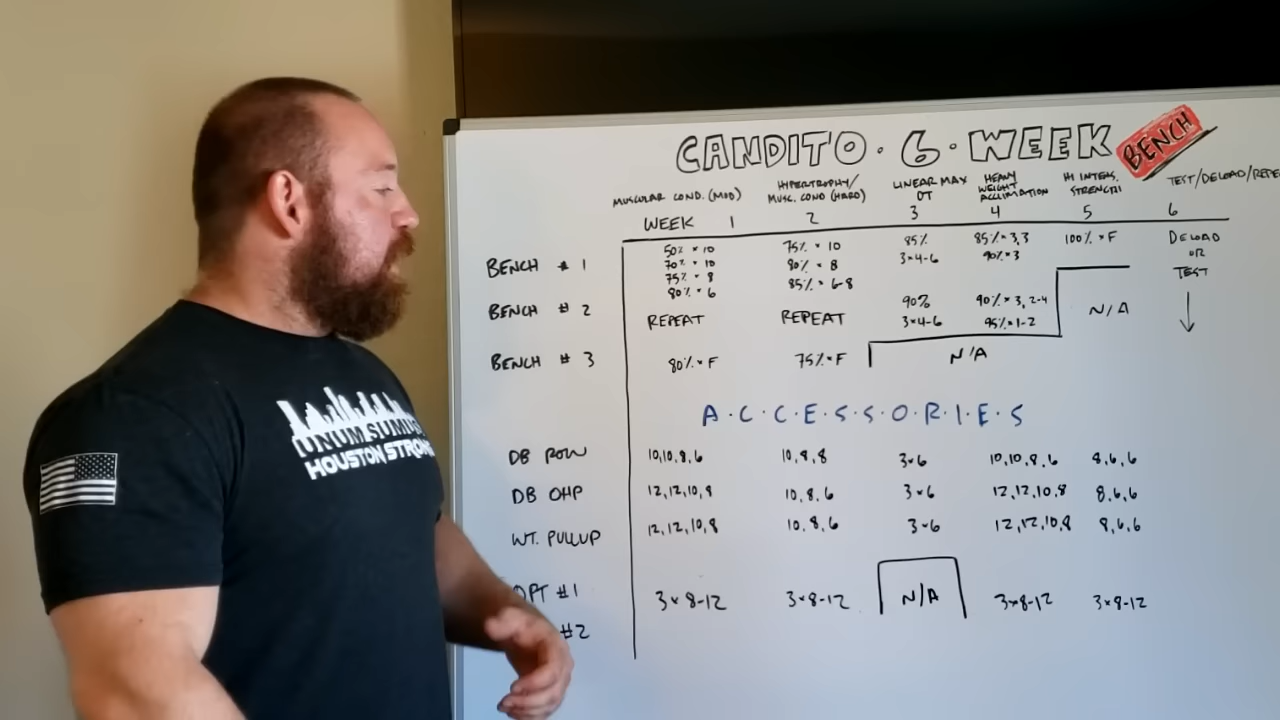 CANDITO · 6 · WEEK BENCH
MUSCULAR COND. (MOD) HYPERTROPHY/ MUSC. COND (HARD) LINEAR MAX OT HEAVY WEIGHT ACCLIMATION HI INTENS. STRENGTH TEST/DELOAD/REPE
WEEK 1 2 3 4 5 6
BENCH #1 50% × 10 75% × 10 85% 85% × 3,3 100% × F DELOAD
70% × 10 80% × 8 3×4-6 90% × 3 OR
75% × 8 85% × 6-8 TEST
80% × 6
BENCH #2 90% 90% × 3, 2-4 N/A
REPEAT REPEAT 3×4-6 95% × 1-2
BENCH #3 80% × F 75% × F N/A
A·C·C·E·S·S·O·R·I·E·S
DB ROW 10,10,8,6 10,8,8 3×6 10,10,8,6 8,6,6
DB OHP 12,12,10,8 10,8,6 3×6 12,12,10,8 8,6,6
WT. PULLUP 12,12,10,8 10,8,6 3×6 12,12,10,8 8,6,6
OPT #1 3×8-12 3×8-12 N/A 3×8-12 3×8-12
#2
HOUSTON STRONG